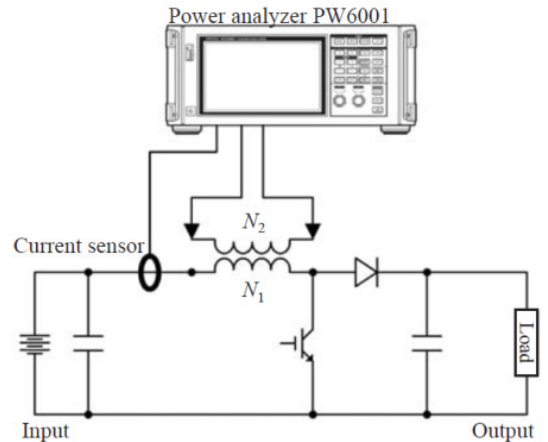 Power analyzer PW6001
N2
Current sensor
N1
Load
Input
Output